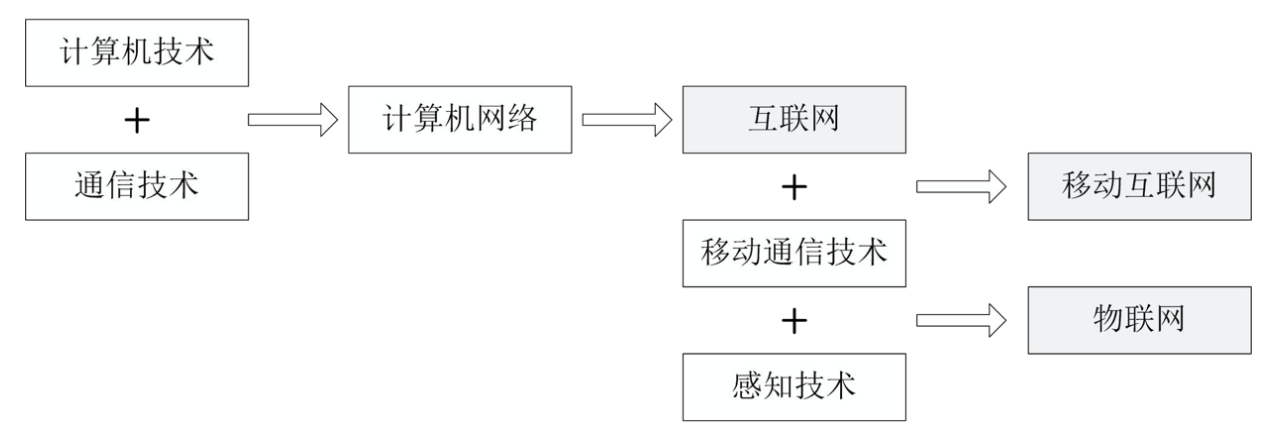 计算机技术
+
通信技术
计算机网络
互联网
+
移动通信技术
+
感知技术
移动互联网
物联网